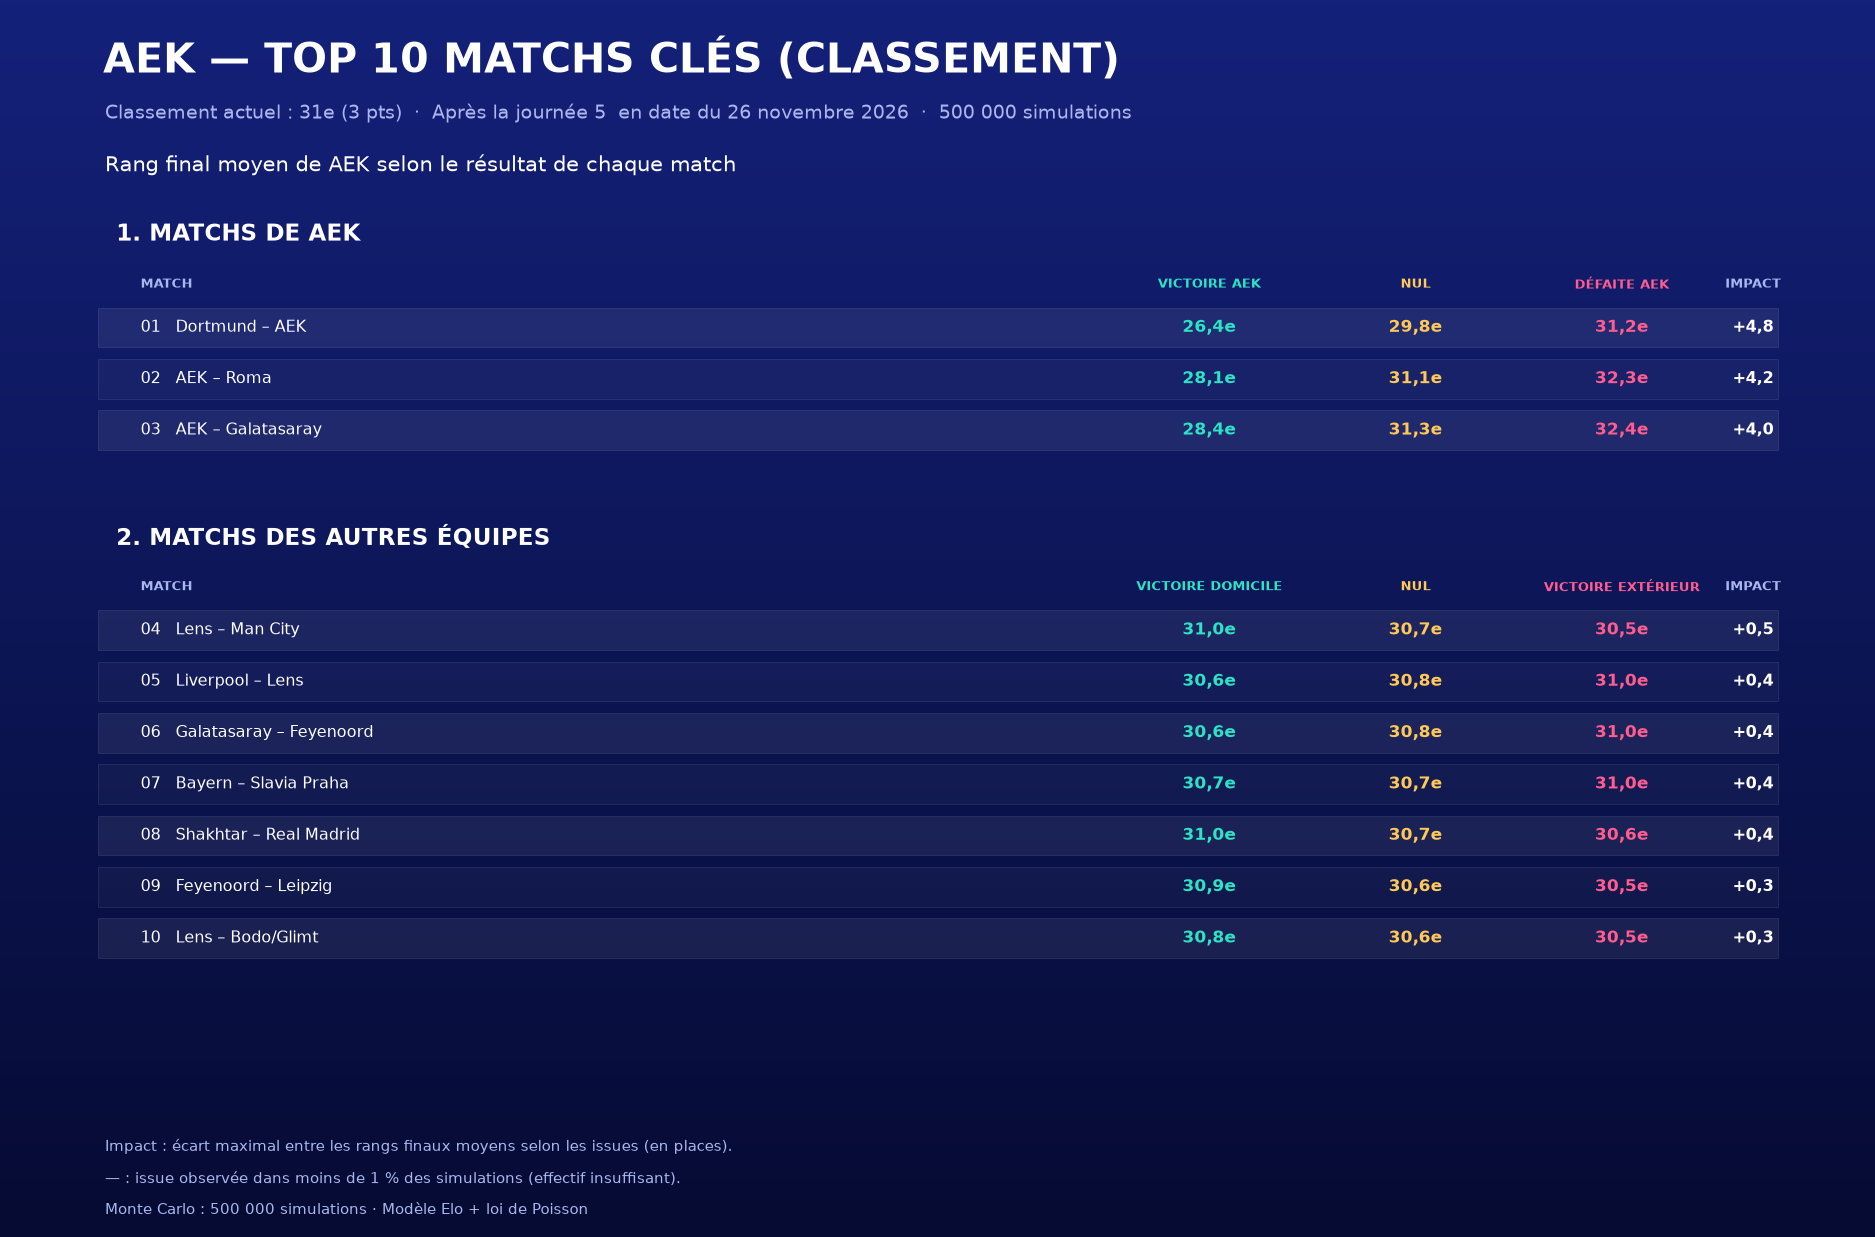 AEK — TOP 10 MATCHS CLÉS (CLASSEMENT)
Classement actuel : 31e (3 pts) · Après la journée 5 en date du 26 novembre 2026 · 500 000 simulations
Rang final moyen de AEK selon le résultat de chaque match
1. MATCHS DE AEK
MATCH VICTOIRE AEK NUL DÉFAITE AEK IMPACT
01 Dortmund – AEK 26,4e 29,8e 31,2e +4,8
02 AEK – Roma 28,1e 31,1e 32,3e +4,2
03 AEK – Galatasaray 28,4e 31,3e 32,4e +4,0
2. MATCHS DES AUTRES ÉQUIPES
MATCH VICTOIRE DOMICILE NUL VICTOIRE EXTÉRIEUR IMPACT
04 Lens – Man City 31,0e 30,7e 30,5e +0,5
05 Liverpool – Lens 30,6e 30,8e 31,0e +0,4
06 Galatasaray – Feyenoord 30,6e 30,8e 31,0e +0,4
07 Bayern – Slavia Praha 30,7e 30,7e 31,0e +0,4
08 Shakhtar – Real Madrid 31,0e 30,7e 30,6e +0,4
09 Feyenoord – Leipzig 30,9e 30,6e 30,5e +0,3
10 Lens – Bodo/Glimt 30,8e 30,6e 30,5e +0,3
Impact : écart maximal entre les rangs finaux moyens selon les issues (en places).
— : issue observée dans moins de 1 % des simulations (effectif insuffisant).
Monte Carlo : 500 000 simulations · Modèle Elo + loi de Poisson